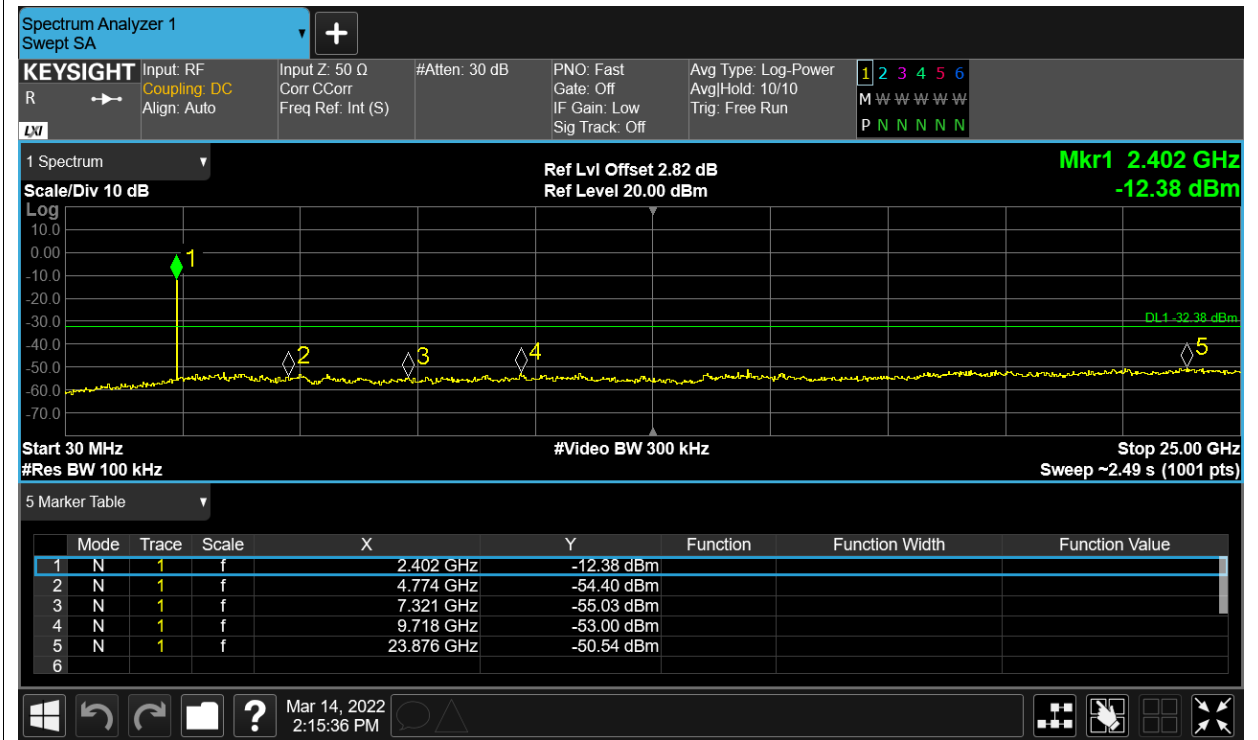 Spectrum Analyzer 1
Swept SA
KEYSIGHT
R
LXI
Input: RF
Coupling: DC
Align: Auto
Input Z: 50 Ω
Corr CCorr
Freq Ref: Int (S)
#Atten: 30 dB
PNO: Fast
Gate: Off
IF Gain: Low
Sig Track: Off
Avg Type: Log-Power
Avg|Hold: 10/10
Trig: Free Run
1 2 3 4 5 6
M W W W W W
P N N N N N
1 Spectrum
Scale/Div 10 dB
Ref Lvl Offset 2.82 dB
Ref Level 20.00 dBm
Mkr1 2.402 GHz
-12.38 dBm
Log
10.0
0.00
-10.0
-20.0
-30.0
-40.0
-50.0
-60.0
-70.0
1
2
3
4
5
DL1 -32.38 dBm
Start 30 MHz
#Video BW 300 kHz
Stop 25.00 GHz
#Res BW 100 kHz
Sweep ~2.49 s (1001 pts)
5 Marker Table
Mode Trace Scale X Y Function Function Width Function Value
1 N 1 f 2.402 GHz -12.38 dBm
2 N 1 f 4.774 GHz -54.40 dBm
3 N 1 f 7.321 GHz -55.03 dBm
4 N 1 f 9.718 GHz -53.00 dBm
5 N 1 f 23.876 GHz -50.54 dBm
6
?
Mar 14, 2022
2:15:36 PM